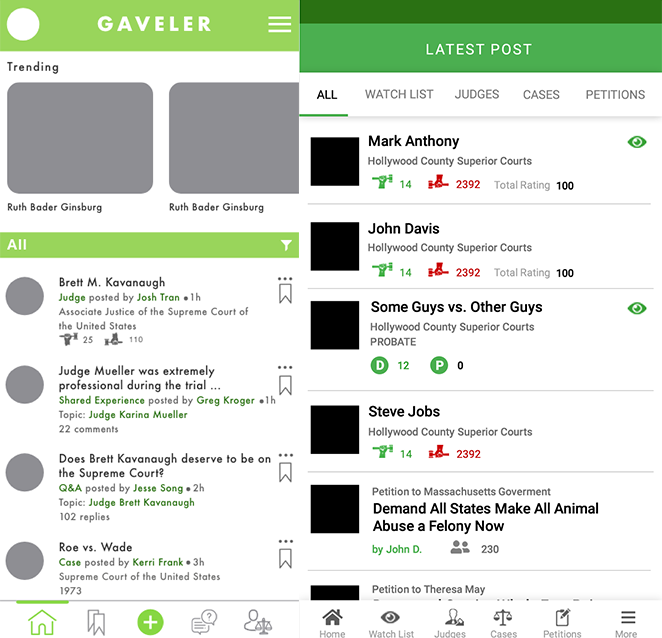 GAVELER
Trending
Ruth Bader Ginsburg
Ruth Bader Ginsburg
All
Brett M. Kavanaugh
Judge posted by Josh Tran • 1h
Associate Justice of the Supreme Court of
the United States
25 110
Judge Mueller was extremely
professional during the trial ...
Shared Experience posted by Greg Kroger • 1h
Topic: Judge Karina Mueller
22 comments
Does Brett Kavanaugh deserve to be on
the Supreme Court?
Q&A posted by Jesse Song • 2h
Topic: Judge Brett Kavanaugh
102 replies
Roe vs. Wade
Case posted by Kerri Frank • 3h
Supreme Court of the United States
1973
LATEST POST
ALL WATCH LIST JUDGES CASES PETITIONS
Mark Anthony
Hollywood County Superior Courts
14 2392 Total Rating 100
John Davis
Hollywood County Superior Courts
14 2392 Total Rating 100
Some Guys vs. Other Guys
Hollywood County Superior Courts
PROBATE
D 12 P 0
Steve Jobs
Hollywood County Superior Courts
14 2392
Petition to Massachusetts Goverment
Demand All States Make All Animal
Abuse a Felony Now
by John D. 230
Petition to Theresa May
Home Watch List Judges Cases Petitions More